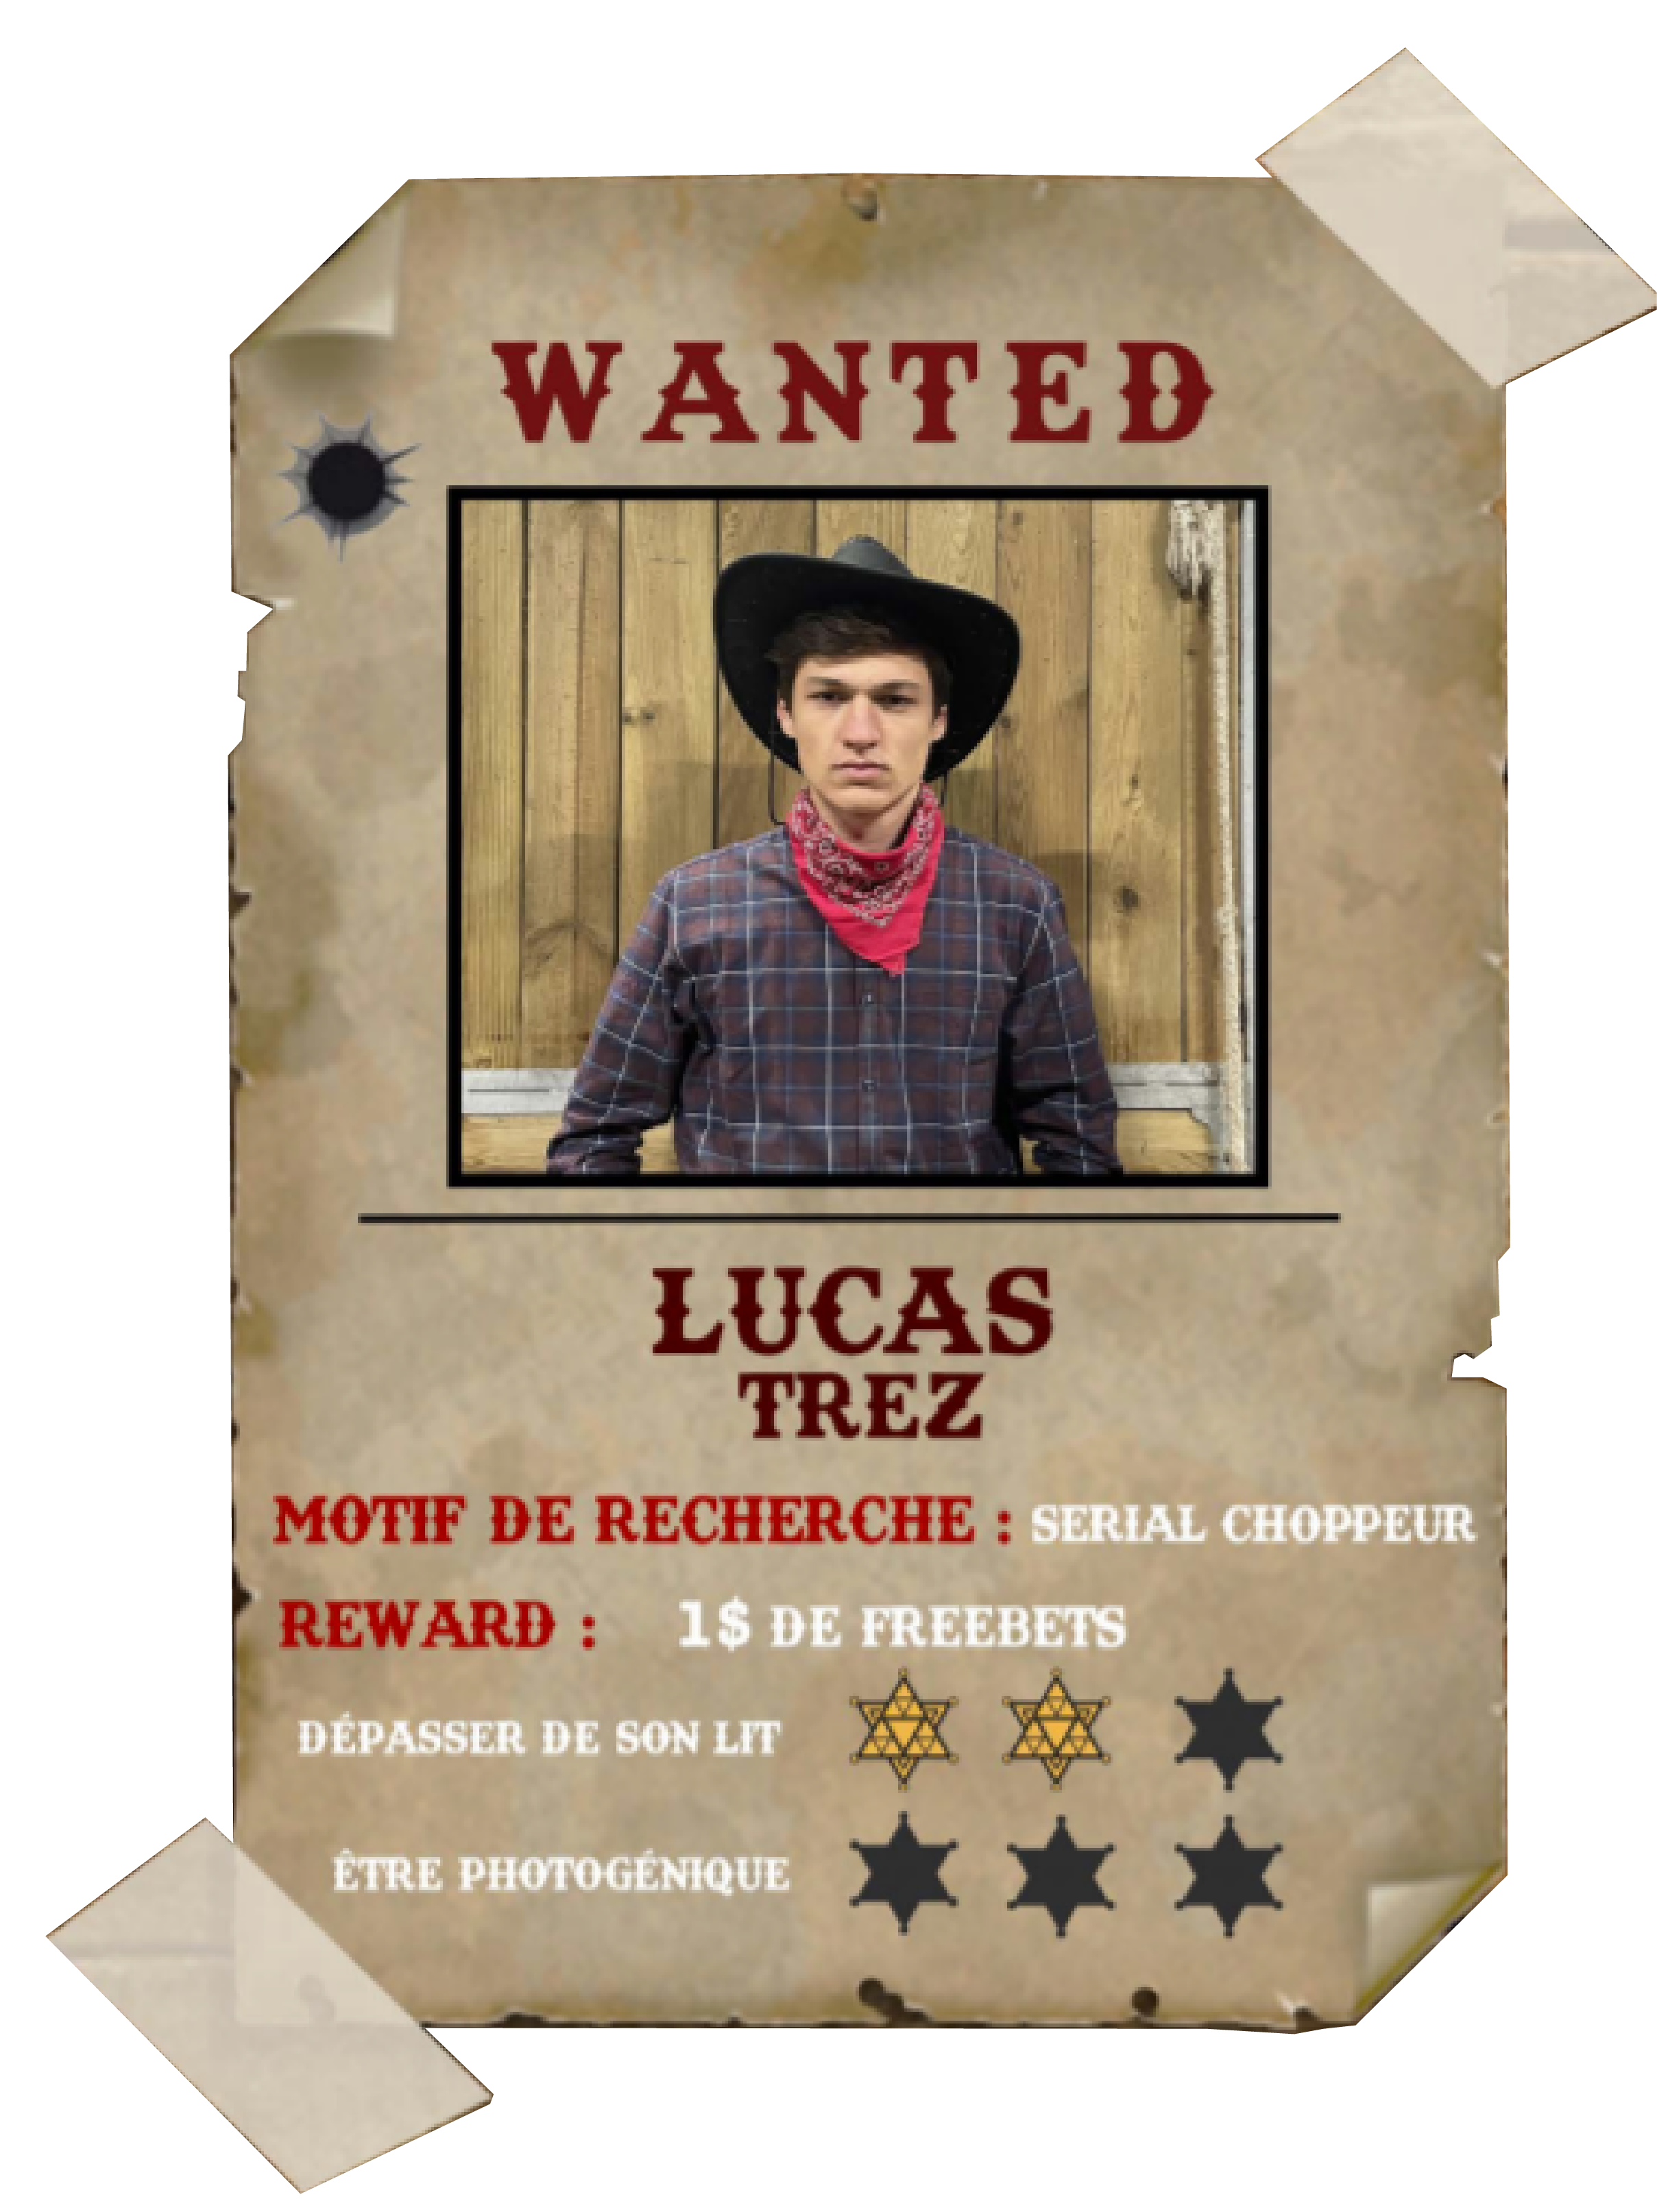 WANTED
LUCAS
TREZ
MOTIF DE RECHERCHE : SERIAL CHOPPEUR
REWARD : 1$ DE FREEBETS
DÉPASSER DE SON LIT
ÊTRE PHOTOGÉNIQUE